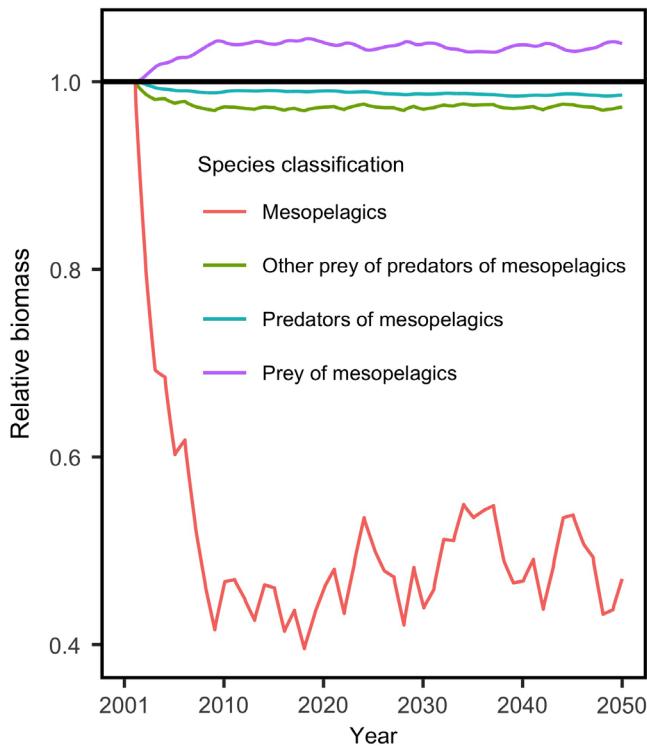 1.0
0.8
0.6
0.4
Relative biomass
Species classification
Mesopelagics
Other prey of predators of mesopelagics
Predators of mesopelagics
Prey of mesopelagics
2001 2010 2020 2030 2040 2050
Year